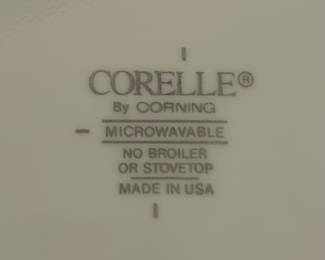 CORELLE®
By CORNING
MICROWAVABLE
NO BROILER
OR STOVETOP
MADE IN USA